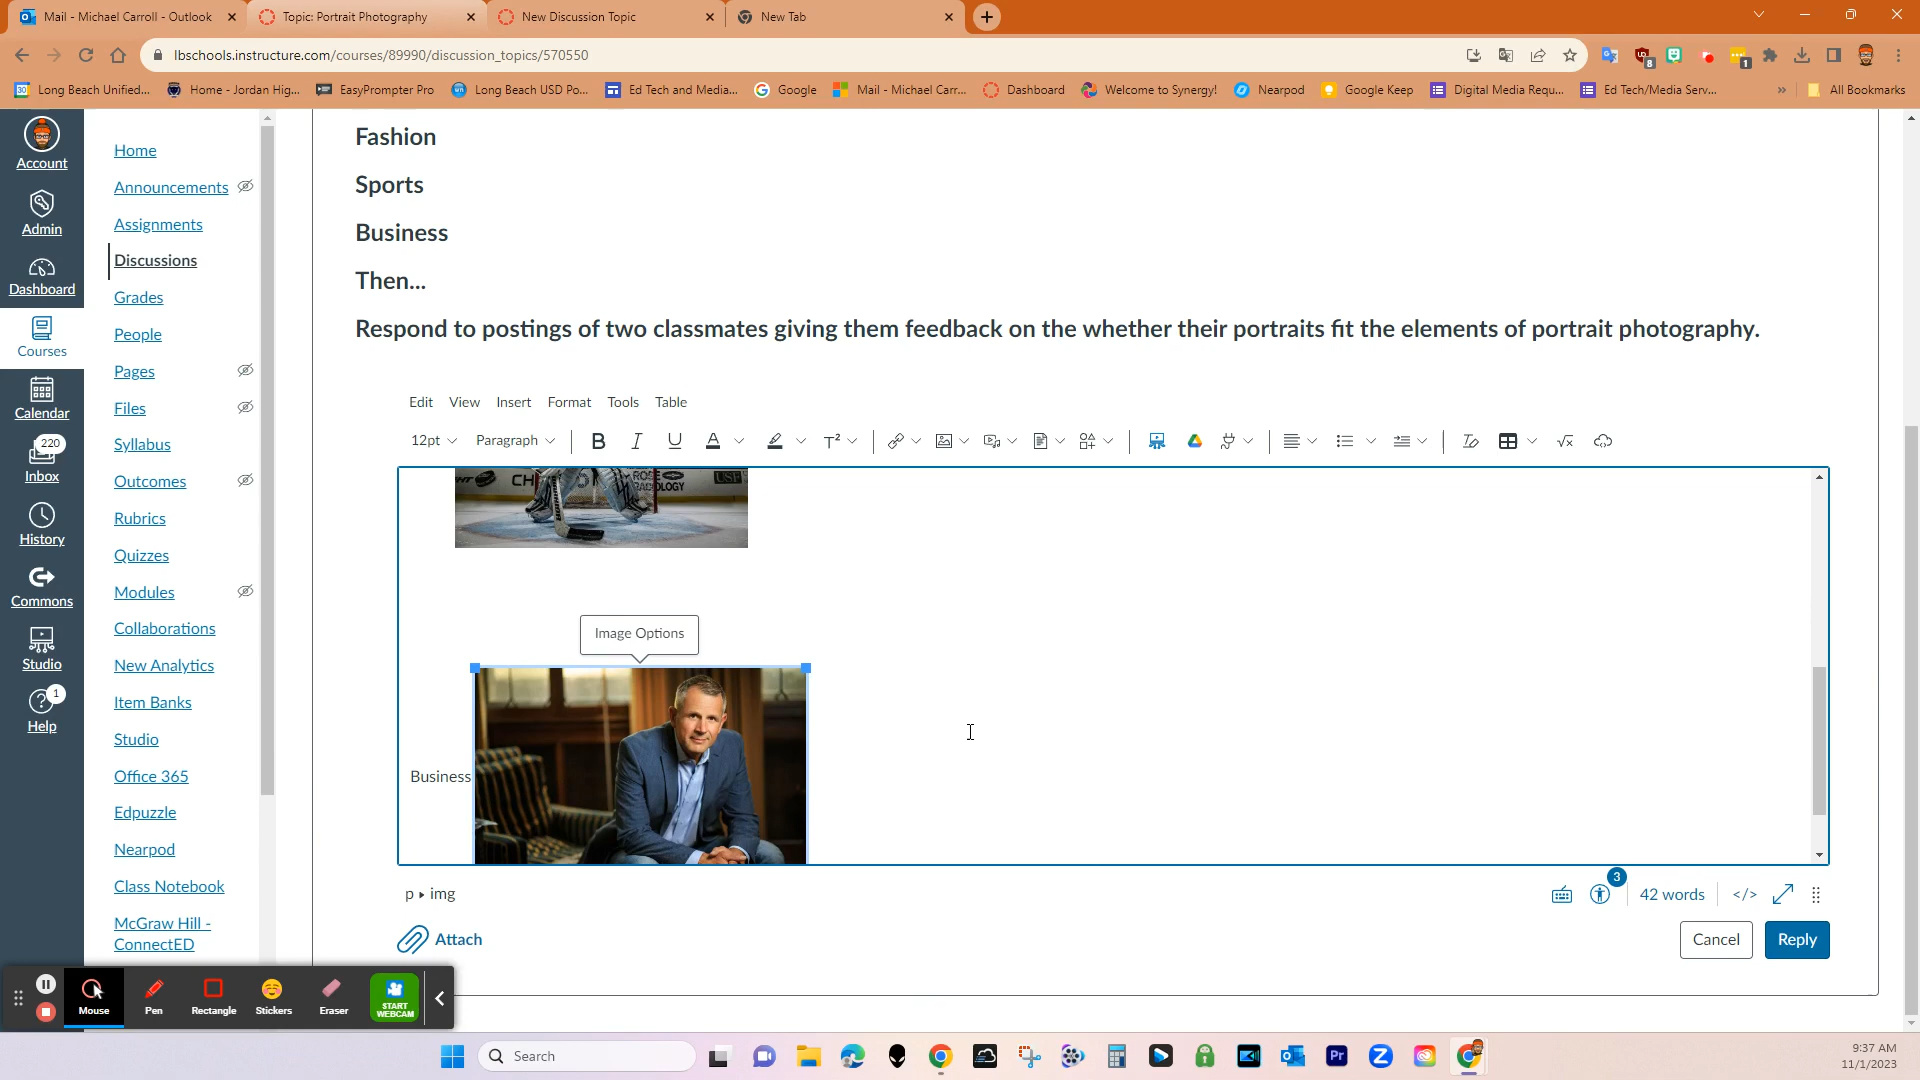 Mail - Michael Carroll - Outlook
Topic: Portrait Photography
New Discussion Topic
New Tab
lbschools.instructure.com/courses/89990/discussion_topics/570550
8
1
30 Long Beach Unified...
Home - Jordan Hig...
EasyPrompter Pro
Long Beach USD Po...
Ed Tech and Media...
Google
Mail - Michael Carr...
Dashboard
Welcome to Synergy!
Nearpod
Google Keep
Digital Media Requ...
Ed Tech/Media Serv...
»
All Bookmarks
Account
Admin
Dashboard
Courses
Calendar
220
Inbox
History
Commons
Studio
1
Help
Home
Announcements
Assignments
Discussions
Grades
People
Pages
Files
Syllabus
Outcomes
Rubrics
Quizzes
Modules
Collaborations
New Analytics
Item Banks
Studio
Office 365
Edpuzzle
Nearpod
Class Notebook
McGraw Hill -
ConnectED
Fashion
Sports
Business
Then...
Respond to postings of two classmates giving them feedback on the whether their portraits fit the elements of portrait photography.
Edit View Insert Format Tools Table
12pt Paragraph B I U A T²
Image Options
Business
p ▸ img
3
42 words
</>
Attach
Cancel
Reply
Mouse
Pen
Rectangle
Stickers
Eraser
START
WEBCAM
Search
Pr
Z
9:37 AM
11/1/2023